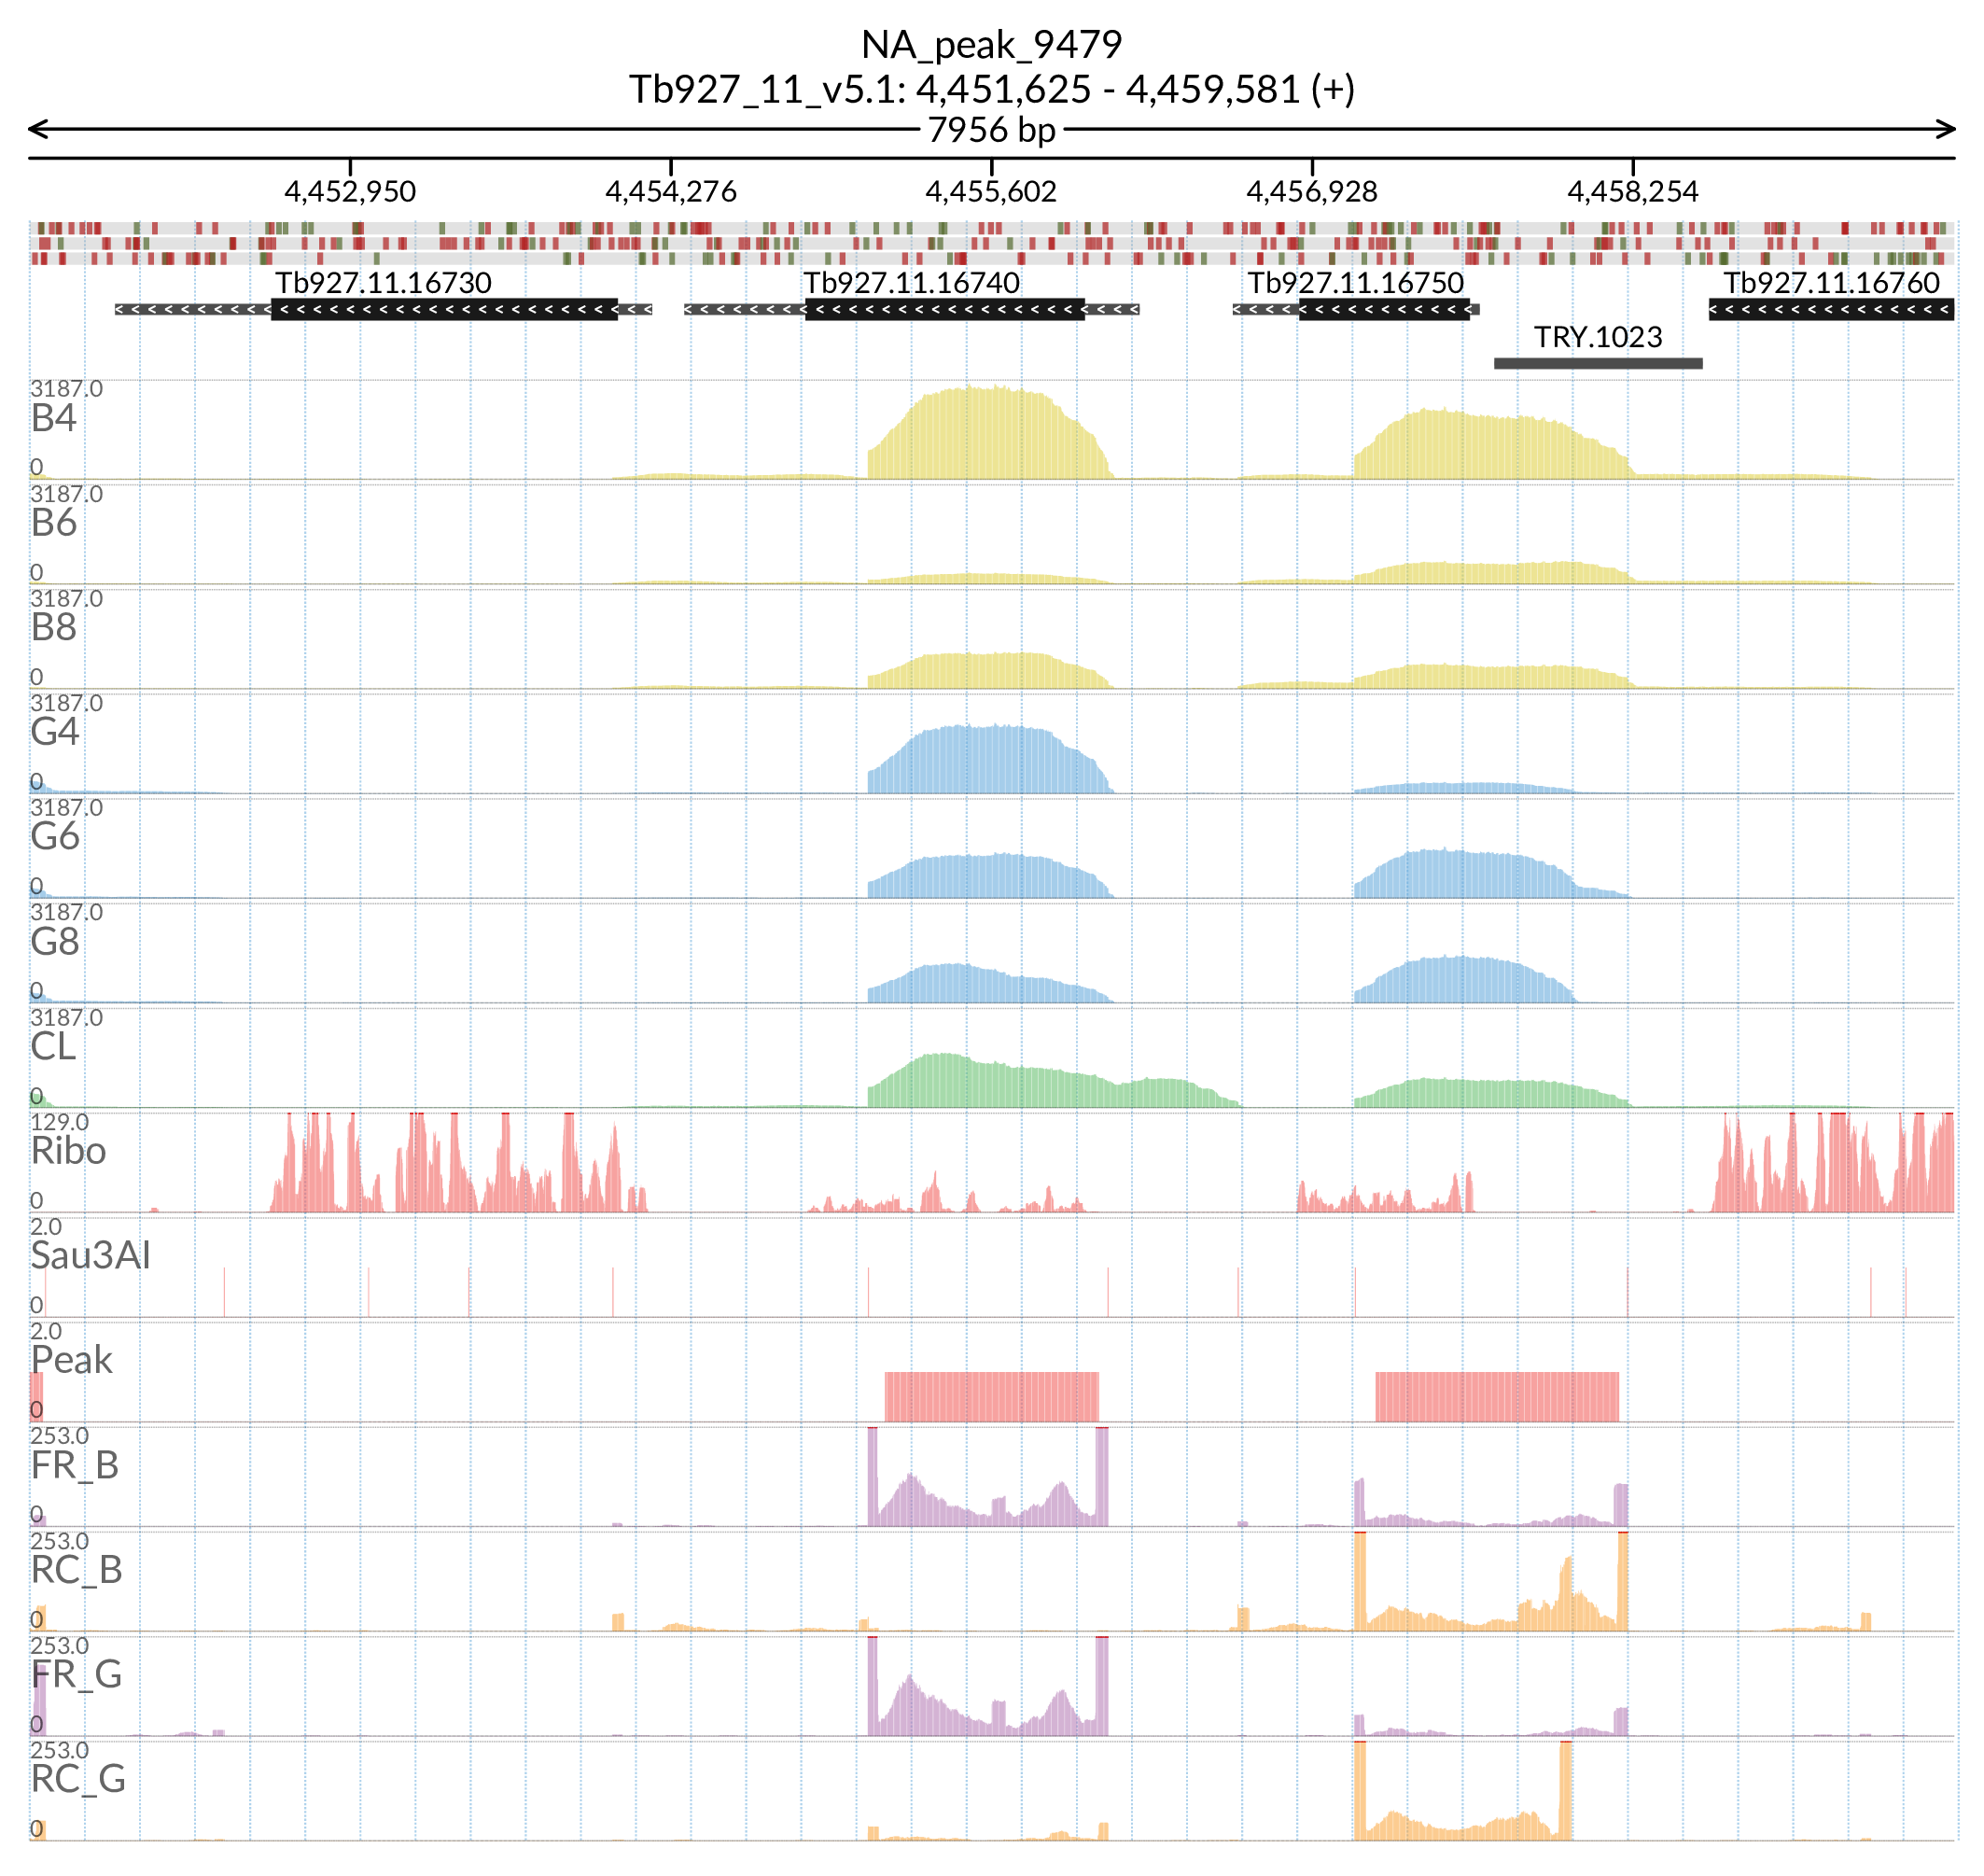 NA_peak_9479
Tb927_11_v5.1: 4,451,625 - 4,459,581 (+)
7956 bp
4,452,950 4,454,276 4,455,602 4,456,928 4,458,254
Tb927.11.16730 Tb927.11.16740 Tb927.11.16750 Tb927.11.16760
TRY.1023
3187.0
B4
0
3187.0
B6
0
3187.0
B8
0
3187.0
G4
0
3187.0
G6
0
3187.0
G8
0
3187.0
CL
0
129.0
Ribo
0
2.0
Sau3AI
0
2.0
Peak
0
253.0
FR_B
0
253.0
RC_B
0
253.0
FR_G
0
253.0
RC_G
0